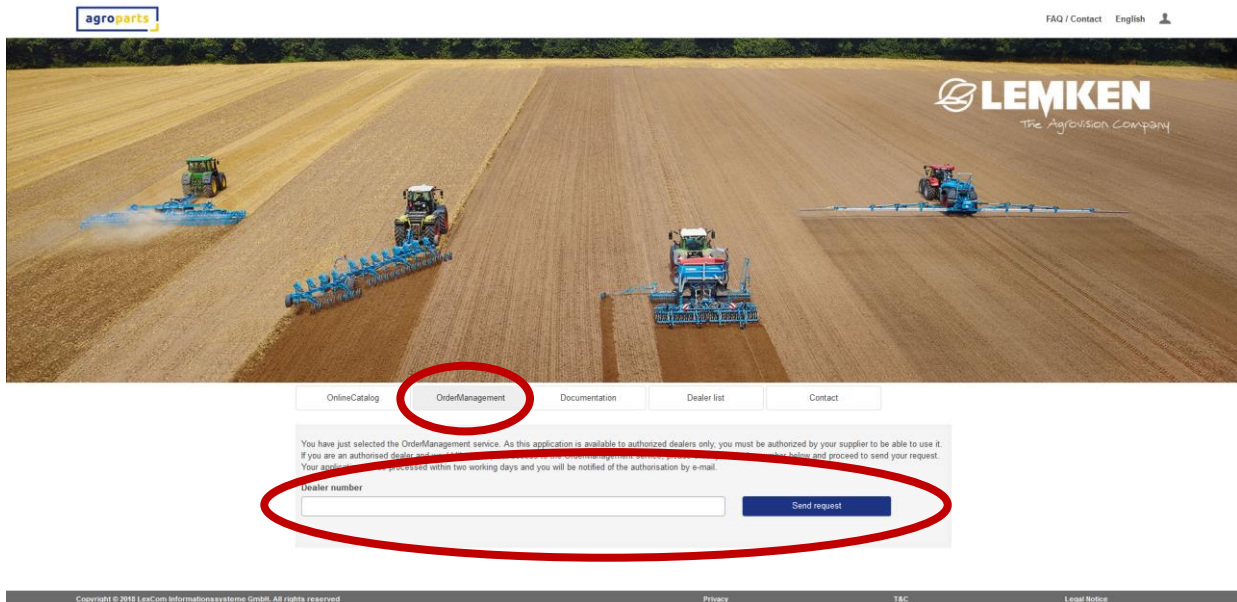 agroparts
FAQ / Contact English
LEMKEN
The Agrovision Company
OnlineCatalog OrderManagement Documentation Dealer list Contact
You have just selected the OrderManagement service. As this application is available to authorized dealers only, you must be authorized by your supplier to be able to use it.
If you are an authorised dealer and service, below and proceed to send your request.
Your processed within two working days and you will be notified of the authorisation by e-mail.
Dealer number
Send request
Copyright © 2018 LexCom Informationssysteme GmbH. All rights reserved Privacy T&C Legal Notice